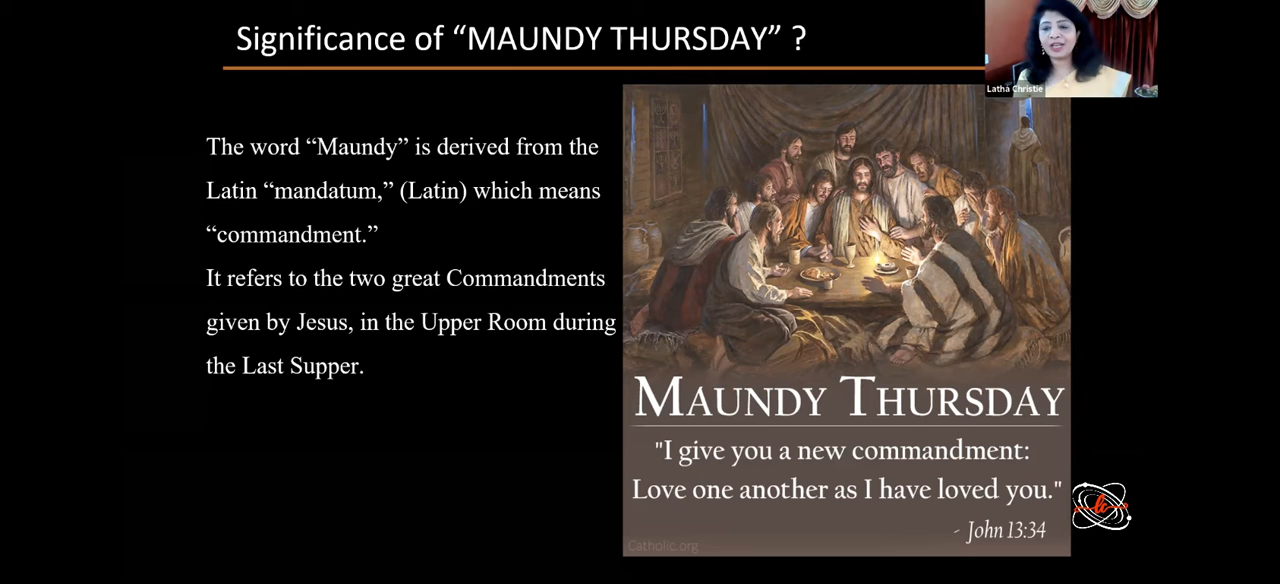 Significance of “MAUNDY THURSDAY” ?
Latha Christie
The word “Maundy” is derived from the
Latin “mandatum,” (Latin) which means
“commandment.”
It refers to the two great Commandments
given by Jesus, in the Upper Room during
the Last Supper.
MAUNDY THURSDAY
"I give you a new commandment:
Love one another as I have loved you."
- John 13:34
Catholic.org